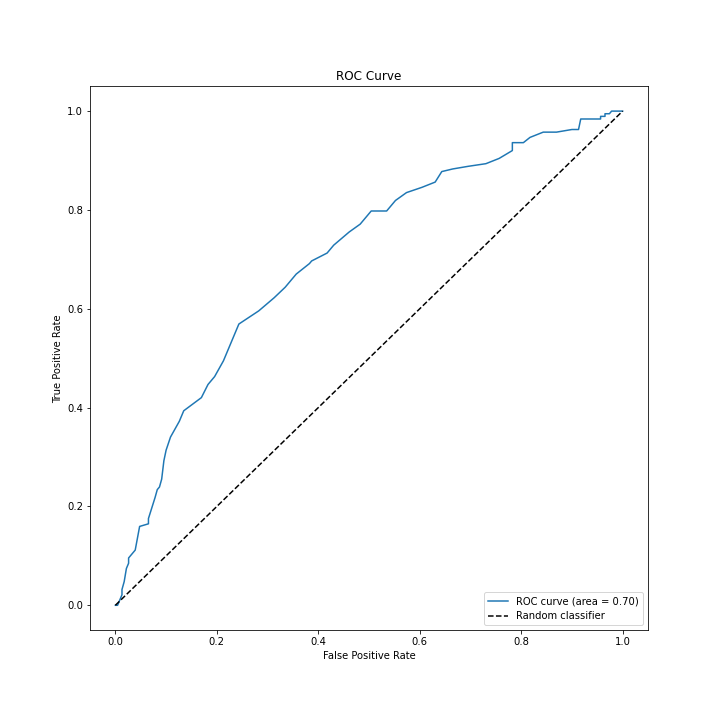 ROC Curve
1.0
0.8
0.6
0.4
0.2
0.0
True Positive Rate
ROC curve (area = 0.70)
Random classifier
0.0 0.2 0.4 0.6 0.8 1.0
False Positive Rate